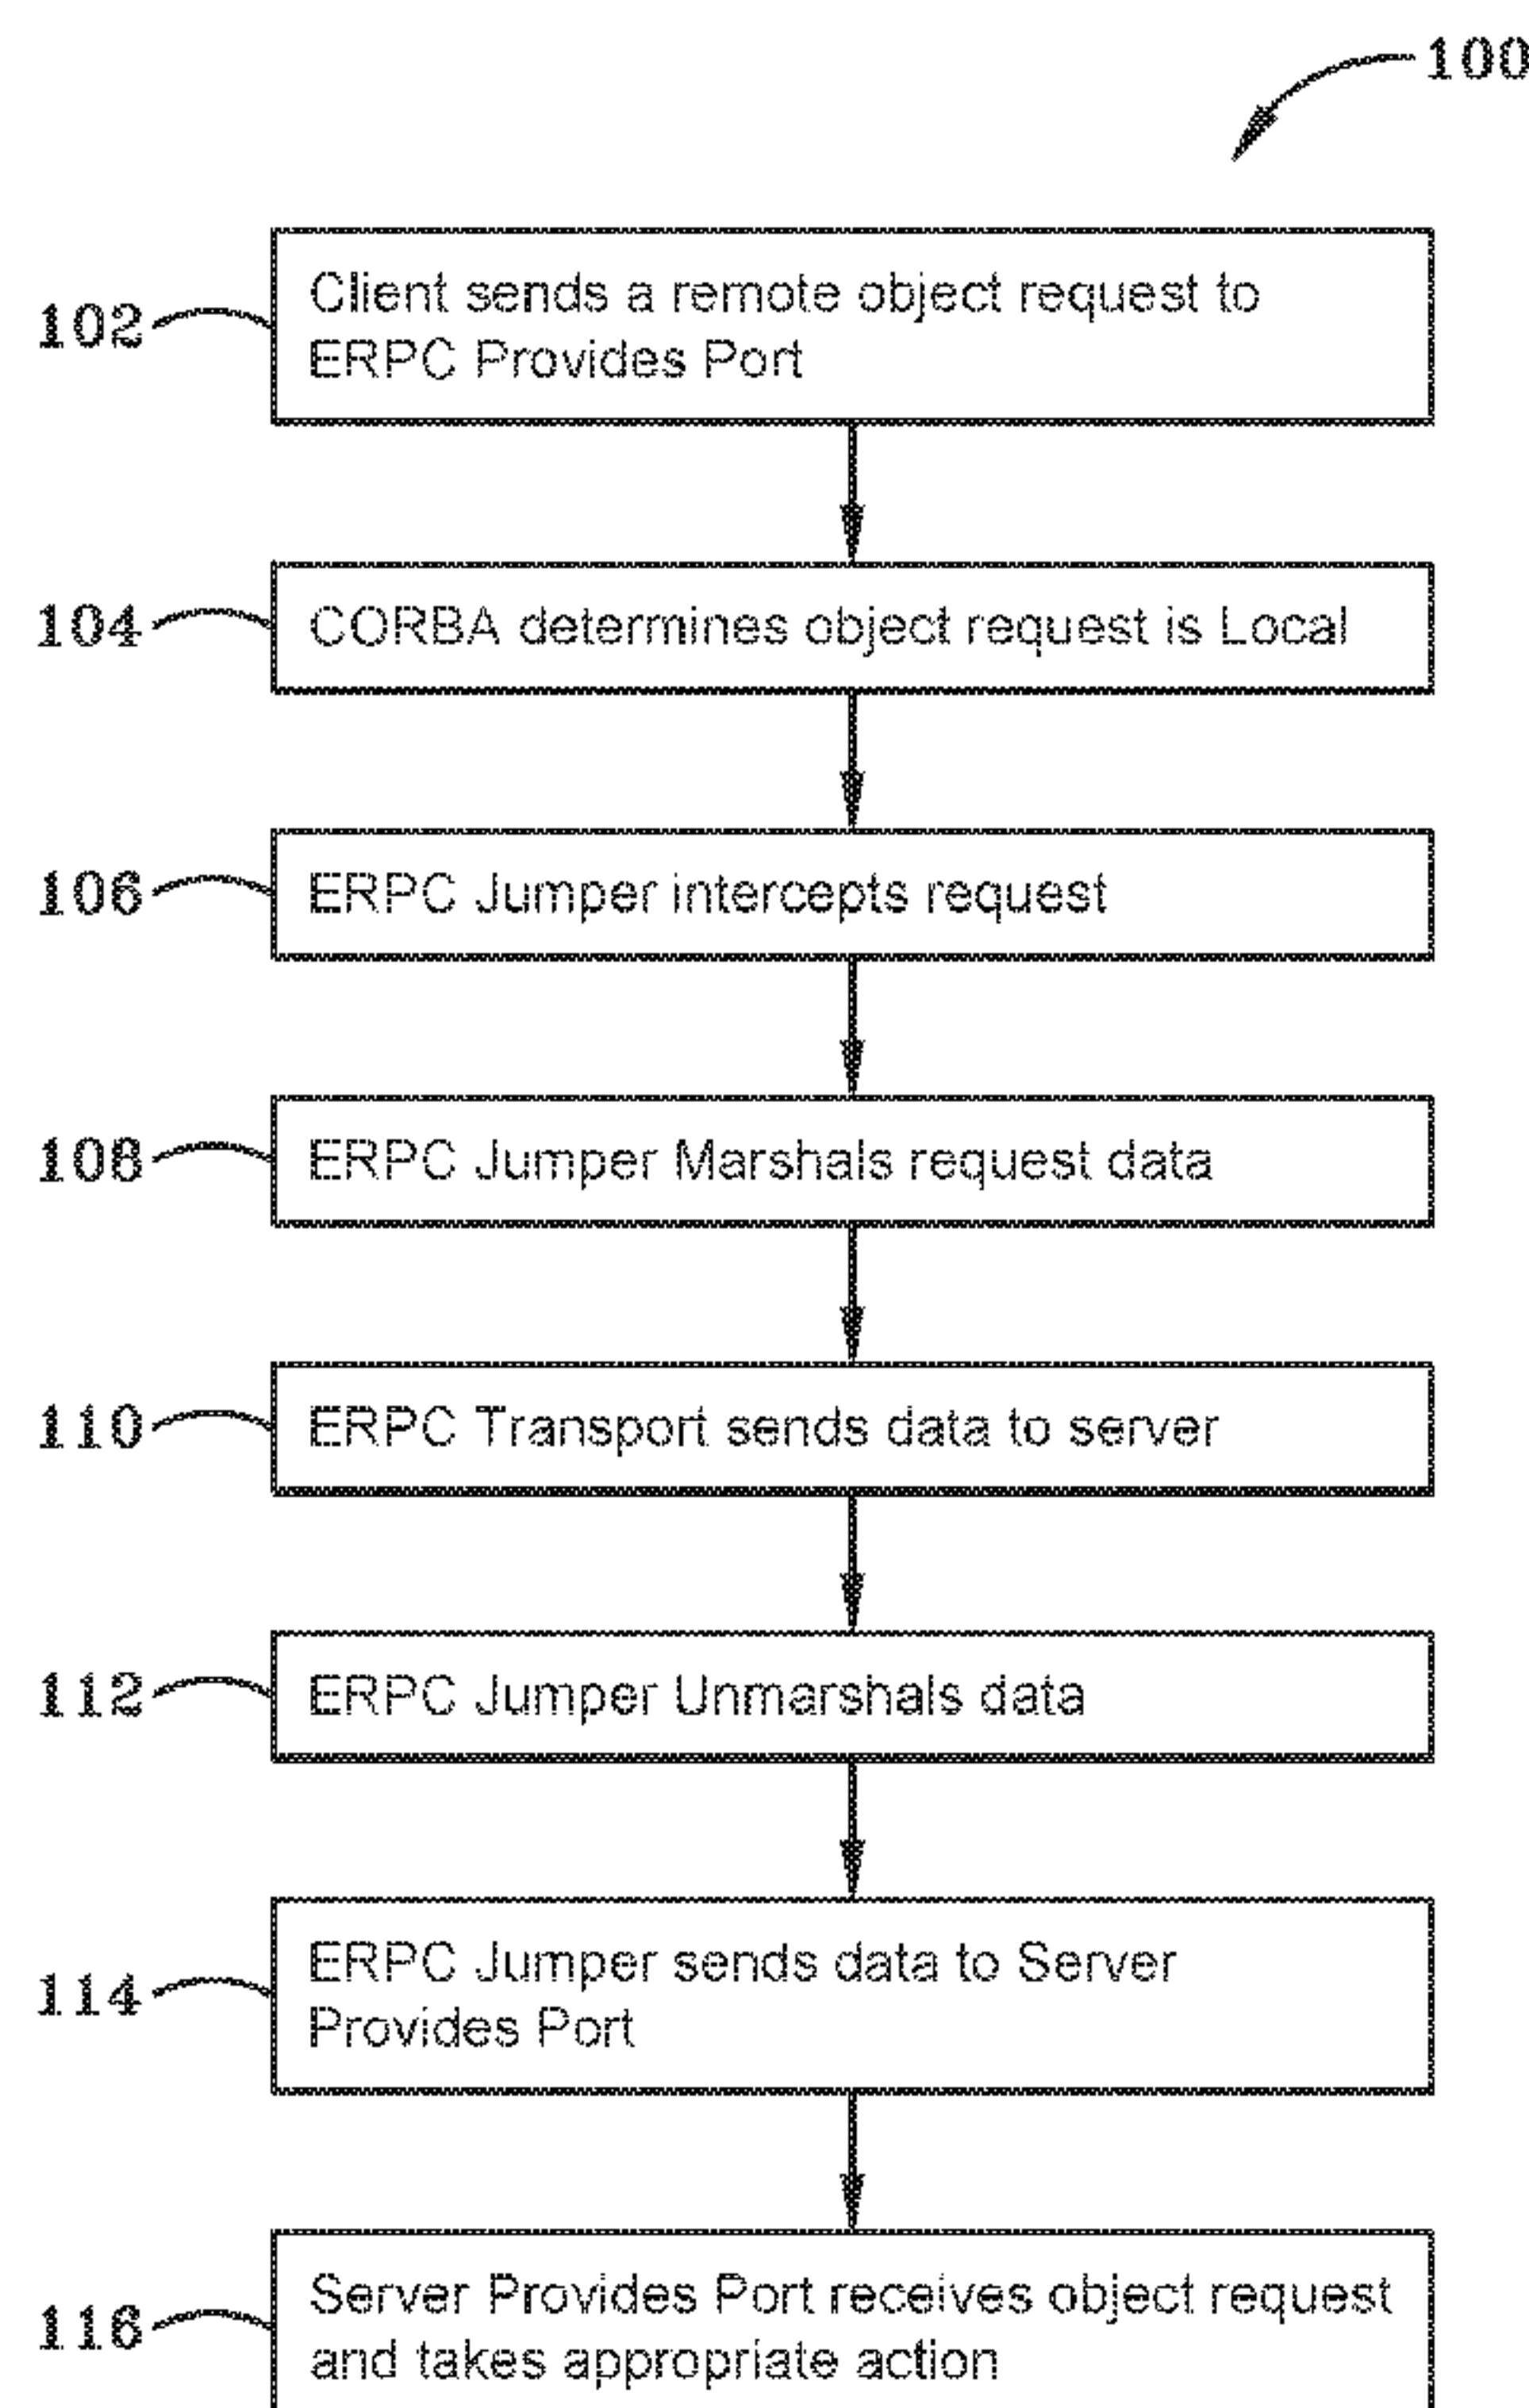 100
102
Client sends a remote object request to
ERPC Provides Port
104
CORBA determines object request is Local
106
ERPC Jumper intercepts request
108
ERPC Jumper Marshals request data
110
ERPC Transport sends data to server
112
ERPC Jumper Unmarshals data
114
ERPC Jumper sends data to Server
Provides Port
116
Server Provides Port receives object request
and takes appropriate action